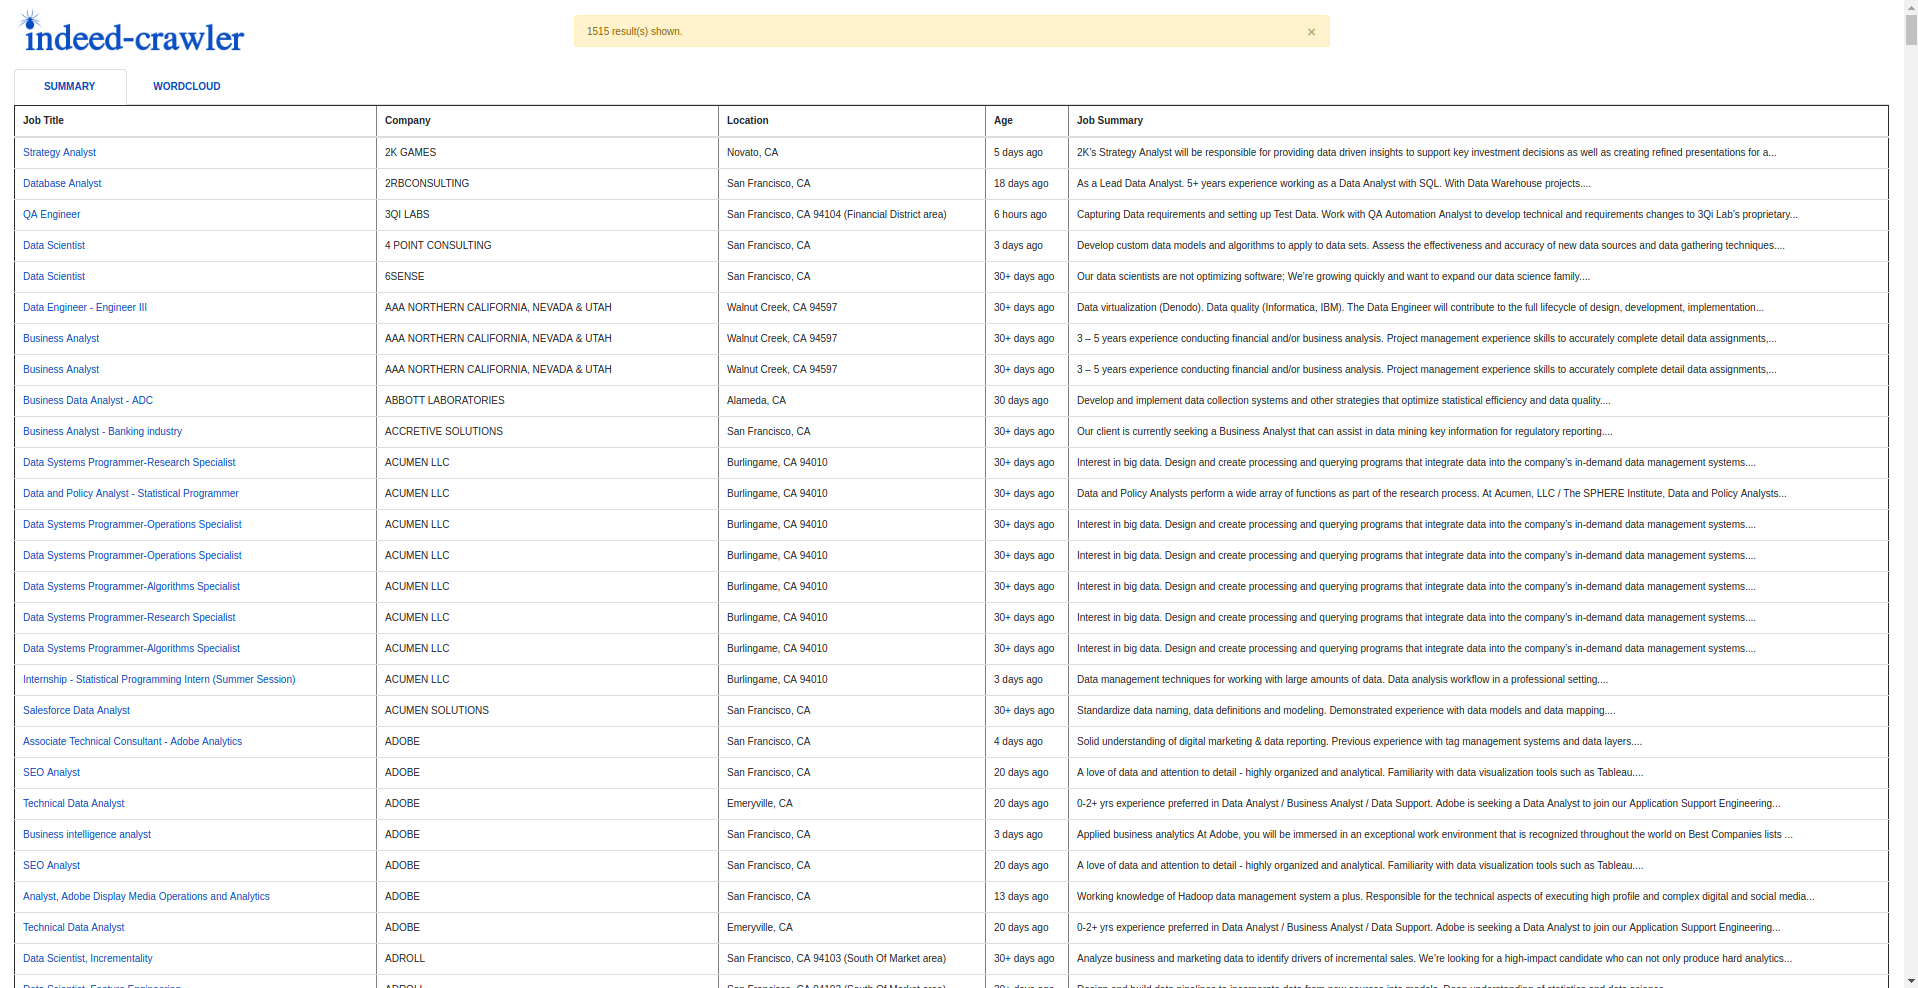 indeed-crawler
1515 result(s) shown.
×
SUMMARY WORDCLOUD
Job Title Company Location Age Job Summary
Strategy Analyst 2K GAMES Novato, CA 5 days ago 2K's Strategy Analyst will be responsible for providing data driven insights to support key investment decisions as well as creating refined presentations for a...
Database Analyst 2RBCONSULTING San Francisco, CA 18 days ago As a Lead Data Analyst. 5+ years experience working as a Data Analyst with SQL. With Data Warehouse projects....
QA Engineer 3QI LABS San Francisco, CA 94104 (Financial District area) 6 hours ago Capturing Data requirements and setting up Test Data. Work with QA Automation Analyst to develop technical and requirements changes to 3Qi Lab's proprietary...
Data Scientist 4 POINT CONSULTING San Francisco, CA 3 days ago Develop custom data models and algorithms to apply to data sets. Assess the effectiveness and accuracy of new data sources and data gathering techniques....
Data Scientist 6SENSE San Francisco, CA 30+ days ago Our data scientists are not optimizing software; We're growing quickly and want to expand our data science family....
Data Engineer - Engineer III AAA NORTHERN CALIFORNIA, NEVADA & UTAH Walnut Creek, CA 94597 30+ days ago Data virtualization (Denodo). Data quality (Informatica, IBM). The Data Engineer will contribute to the full lifecycle of design, development, implementation...
Business Analyst AAA NORTHERN CALIFORNIA, NEVADA & UTAH Walnut Creek, CA 94597 30+ days ago 3 – 5 years experience conducting financial and/or business analysis. Project management experience skills to accurately complete detail data assignments,...
Business Analyst AAA NORTHERN CALIFORNIA, NEVADA & UTAH Walnut Creek, CA 94597 30+ days ago 3 – 5 years experience conducting financial and/or business analysis. Project management experience skills to accurately complete detail data assignments,...
Business Data Analyst - ADC ABBOTT LABORATORIES Alameda, CA 30 days ago Develop and implement data collection systems and other strategies that optimize statistical efficiency and data quality....
Business Analyst - Banking industry ACCRETIVE SOLUTIONS San Francisco, CA 30+ days ago Our client is currently seeking a Business Analyst that can assist in data mining key information for regulatory reporting....
Data Systems Programmer-Research Specialist ACUMEN LLC Burlingame, CA 94010 30+ days ago Interest in big data. Design and create processing and querying programs that integrate data into the company's in-demand data management systems....
Data and Policy Analyst - Statistical Programmer ACUMEN LLC Burlingame, CA 94010 30+ days ago Data and Policy Analysts perform a wide array of functions as part of the research process. At Acumen, LLC / The SPHERE Institute, Data and Policy Analysts...
Data Systems Programmer-Operations Specialist ACUMEN LLC Burlingame, CA 94010 30+ days ago Interest in big data. Design and create processing and querying programs that integrate data into the company's in-demand data management systems....
Data Systems Programmer-Operations Specialist ACUMEN LLC Burlingame, CA 94010 30+ days ago Interest in big data. Design and create processing and querying programs that integrate data into the company's in-demand data management systems....
Data Systems Programmer-Algorithms Specialist ACUMEN LLC Burlingame, CA 94010 30+ days ago Interest in big data. Design and create processing and querying programs that integrate data into the company's in-demand data management systems....
Data Systems Programmer-Research Specialist ACUMEN LLC Burlingame, CA 94010 30+ days ago Interest in big data. Design and create processing and querying programs that integrate data into the company's in-demand data management systems....
Data Systems Programmer-Algorithms Specialist ACUMEN LLC Burlingame, CA 94010 30+ days ago Interest in big data. Design and create processing and querying programs that integrate data into the company's in-demand data management systems....
Internship - Statistical Programming Intern (Summer Session) ACUMEN LLC Burlingame, CA 94010 3 days ago Data management techniques for working with large amounts of data. Data analysis workflow in a professional setting....
Salesforce Data Analyst ACUMEN SOLUTIONS San Francisco, CA 30+ days ago Standardize data naming, data definitions and modeling. Demonstrated experience with data models and data mapping....
Associate Technical Consultant - Adobe Analytics ADOBE San Francisco, CA 4 days ago Solid understanding of digital marketing & data reporting. Previous experience with tag management systems and data layers....
SEO Analyst ADOBE San Francisco, CA 20 days ago A love of data and attention to detail - highly organized and analytical. Familiarity with data visualization tools such as Tableau....
Technical Data Analyst ADOBE Emeryville, CA 20 days ago 0-2+ yrs experience preferred in Data Analyst / Business Analyst / Data Support. Adobe is seeking a Data Analyst to join our Application Support Engineering...
Business intelligence analyst ADOBE San Francisco, CA 3 days ago Applied business analytics At Adobe, you will be immersed in an exceptional work environment that is recognized throughout the world on Best Companies lists ...
SEO Analyst ADOBE San Francisco, CA 20 days ago A love of data and attention to detail - highly organized and analytical. Familiarity with data visualization tools such as Tableau....
Analyst, Adobe Display Media Operations and Analytics ADOBE San Francisco, CA 13 days ago Working knowledge of Hadoop data management system a plus. Responsible for the technical aspects of executing high profile and complex digital and social media...
Technical Data Analyst ADOBE Emeryville, CA 20 days ago 0-2+ yrs experience preferred in Data Analyst / Business Analyst / Data Support. Adobe is seeking a Data Analyst to join our Application Support Engineering...
Data Scientist, Incrementality ADROLL San Francisco, CA 94103 (South Of Market area) 30+ days ago Analyze business and marketing data to identify drivers of incremental sales. We're looking for a high-impact candidate who can not only produce hard analytics...